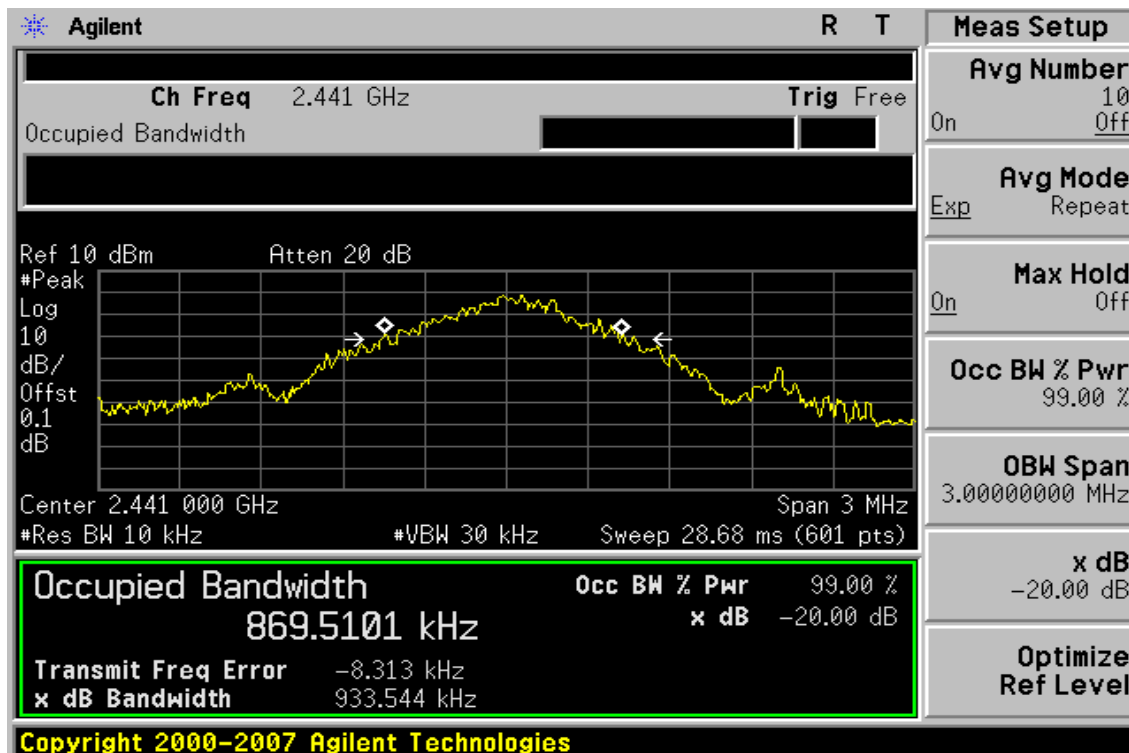 Agilent R T
Ch Freq 2.441 GHz Trig Free
Occupied Bandwidth
Ref 10 dBm Atten 20 dB
#Peak
Log
10
dB/
Offst
0.1
dB
Center 2.441 000 GHz Span 3 MHz
#Res BW 10 kHz #VBW 30 kHz Sweep 28.68 ms (601 pts)
Occupied Bandwidth Occ BW % Pwr 99.00 %
869.5101 kHz x dB -20.00 dB
Transmit Freq Error -8.313 kHz
x dB Bandwidth 933.544 kHz
Copyright 2000-2007 Agilent Technologies
Meas Setup
Avg Number
10
On Off
Avg Mode
Exp Repeat
Max Hold
On Off
Occ BW % Pwr
99.00 %
OBW Span
3.00000000 MHz
x dB
-20.00 dB
Optimize
Ref Level